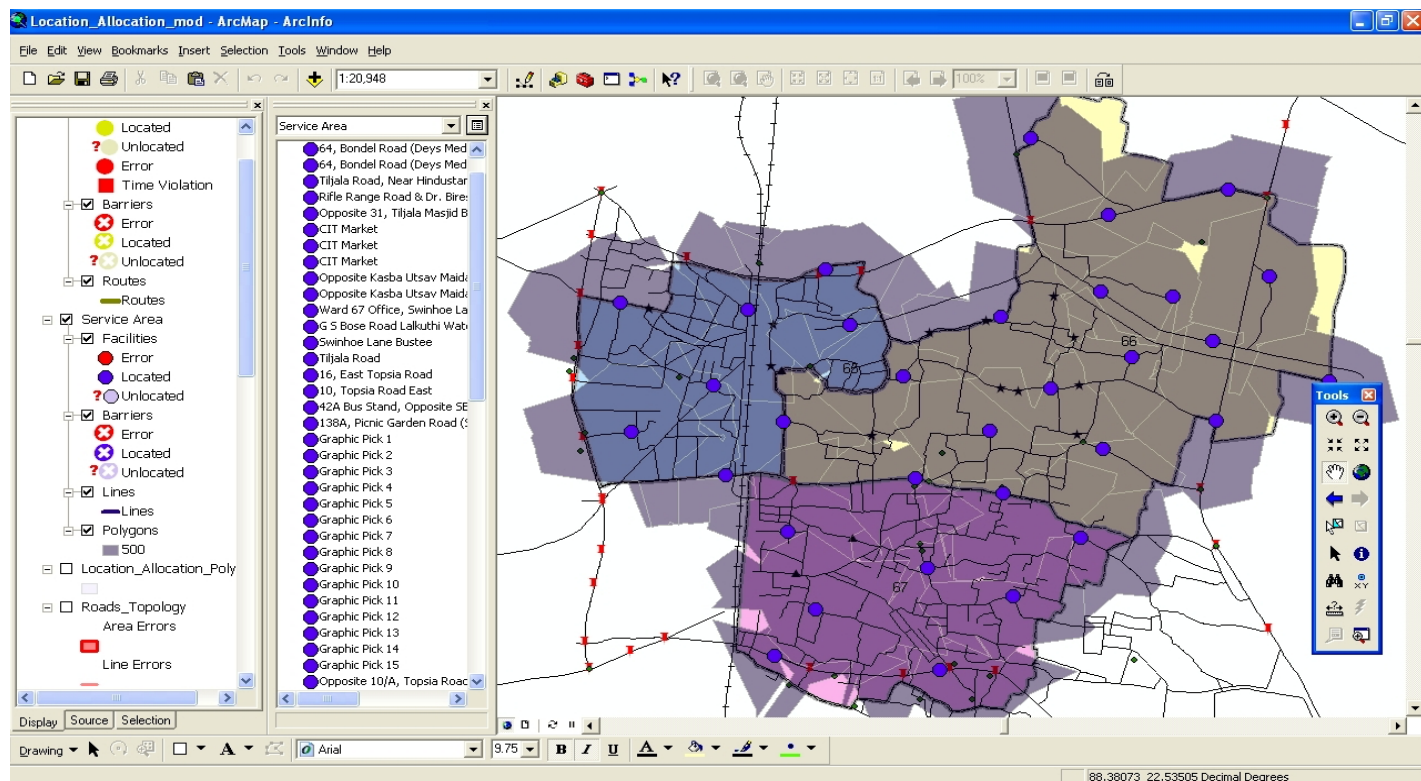 Location_Allocation_mod - ArcMap - ArcInfo
File Edit View Bookmarks Insert Selection Tools Window Help
1:20,948
100%
Located
? Unlocated
Error
Time Violation
Barriers
Error
Located
? Unlocated
Routes
Routes
Service Area
Facilities
Error
Located
? Unlocated
Barriers
Error
Located
? Unlocated
Lines
Lines
Polygons
500
Location_Allocation_Poly
Roads_Topology
Area Errors
Line Errors
Display Source Selection
Service Area
64, Bondel Road (Deys Med
64, Bondel Road (Deys Med
Tiljala Road, Near Hindustar
Rifle Range Road & Dr. Bire
Opposite 31, Tiljala Masjid B
CIT Market
CIT Market
CIT Market
Opposite Kasba Utsav Maida
Opposite Kasba Utsav Maida
Ward 67 Office, Swinhoe La
G S Bose Road Lalkuthi Wat
Swinhoe Lane Bustee
Tiljala Road
16, East Topsia Road
10, Topsia Road East
42A Bus Stand, Opposite SE
138A, Picnic Garden Road (
Graphic Pick 1
Graphic Pick 2
Graphic Pick 3
Graphic Pick 4
Graphic Pick 5
Graphic Pick 6
Graphic Pick 7
Graphic Pick 8
Graphic Pick 9
Graphic Pick 10
Graphic Pick 11
Graphic Pick 12
Graphic Pick 13
Graphic Pick 14
Graphic Pick 15
Opposite 10/A, Topsia Road
66
65
67
Tools
XY
Drawing A Arial 9.75 B I U A
88.38073 22.53505 Decimal Degrees